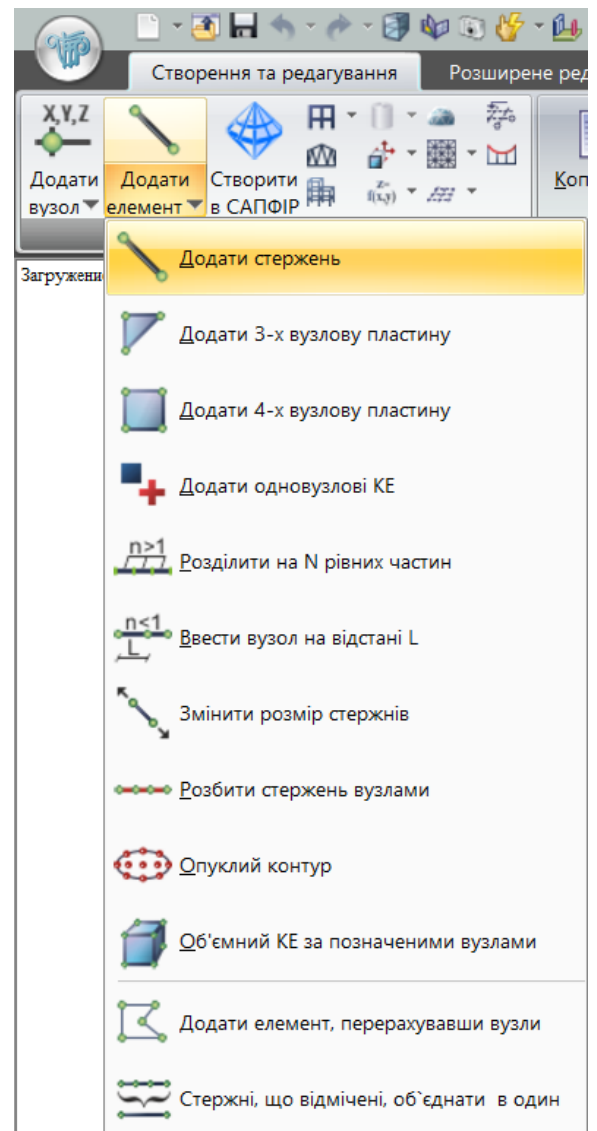 Створення та редагування
Розширене ред
X,Y,Z
Додати вузол
Додати елемент
Створити в САПФІР
Z=
f(x,y)
Коп
Загружени
Додати стержень
Додати 3-х вузлову пластину
Додати 4-х вузлову пластину
Додати одновузлові КЕ
n>1
Розділити на N рівних частин
n<1
L
Ввести вузол на відстані L
Змінити розмір стержнів
Розбити стержень вузлами
Опуклий контур
Об'ємний КЕ за позначеними вузлами
Додати елемент, перерахувавши вузли
Стержні, що відмічені, об`єднати в один